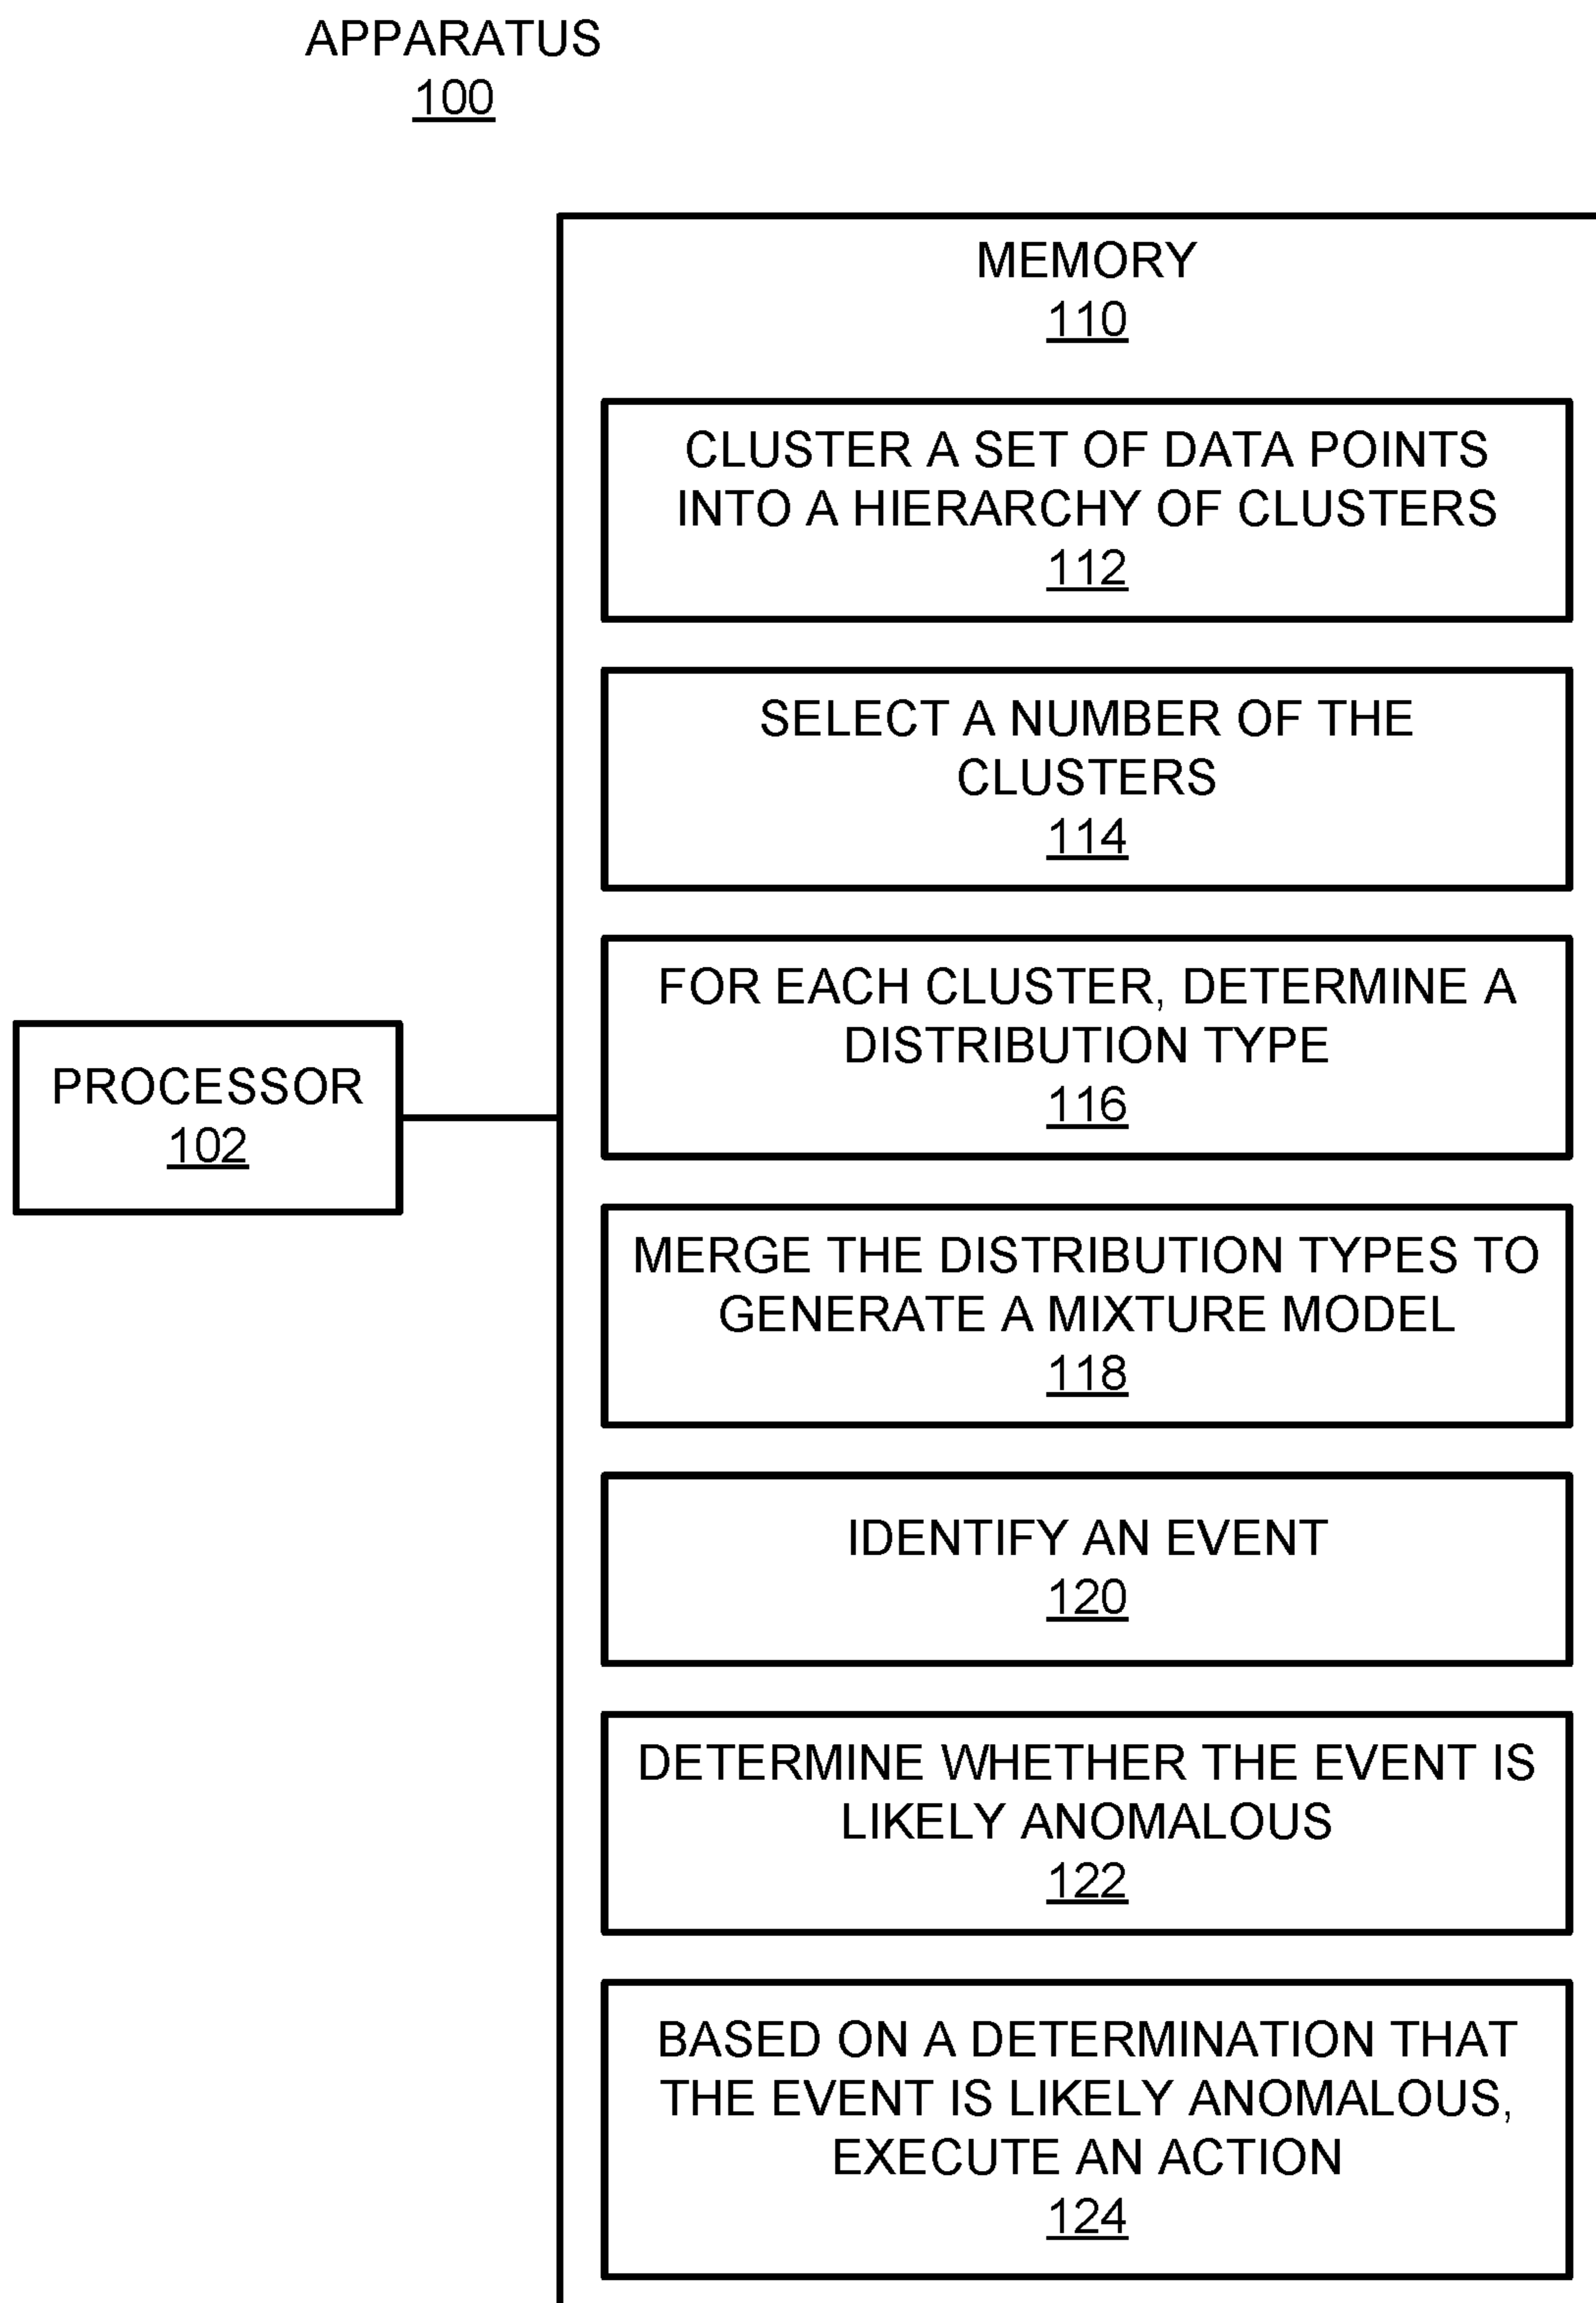 APPARATUS
100
MEMORY
110
CLUSTER A SET OF DATA POINTS
INTO A HIERARCHY OF CLUSTERS
112
SELECT A NUMBER OF THE
CLUSTERS
114
FOR EACH CLUSTER, DETERMINE A
DISTRIBUTION TYPE
116
PROCESSOR
102
MERGE THE DISTRIBUTION TYPES TO
GENERATE A MIXTURE MODEL
118
IDENTIFY AN EVENT
120
DETERMINE WHETHER THE EVENT IS
LIKELY ANOMALOUS
122
BASED ON A DETERMINATION THAT
THE EVENT IS LIKELY ANOMALOUS,
EXECUTE AN ACTION
124